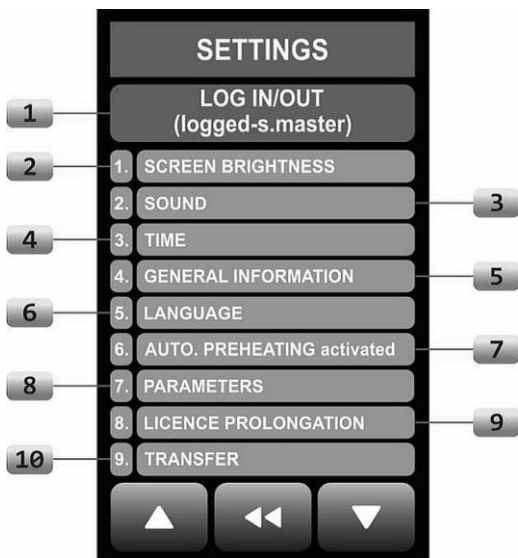 SETTINGS
LOG IN/OUT
(logged-s.master)
1
2
1. SCREEN BRIGHTNESS
2. SOUND
3
4
3. TIME
4. GENERAL INFORMATION
5
6
5. LANGUAGE
6. AUTO. PREHEATING activated
7
8
7. PARAMETERS
8. LICENCE PROLONGATION
9
10
9. TRANSFER